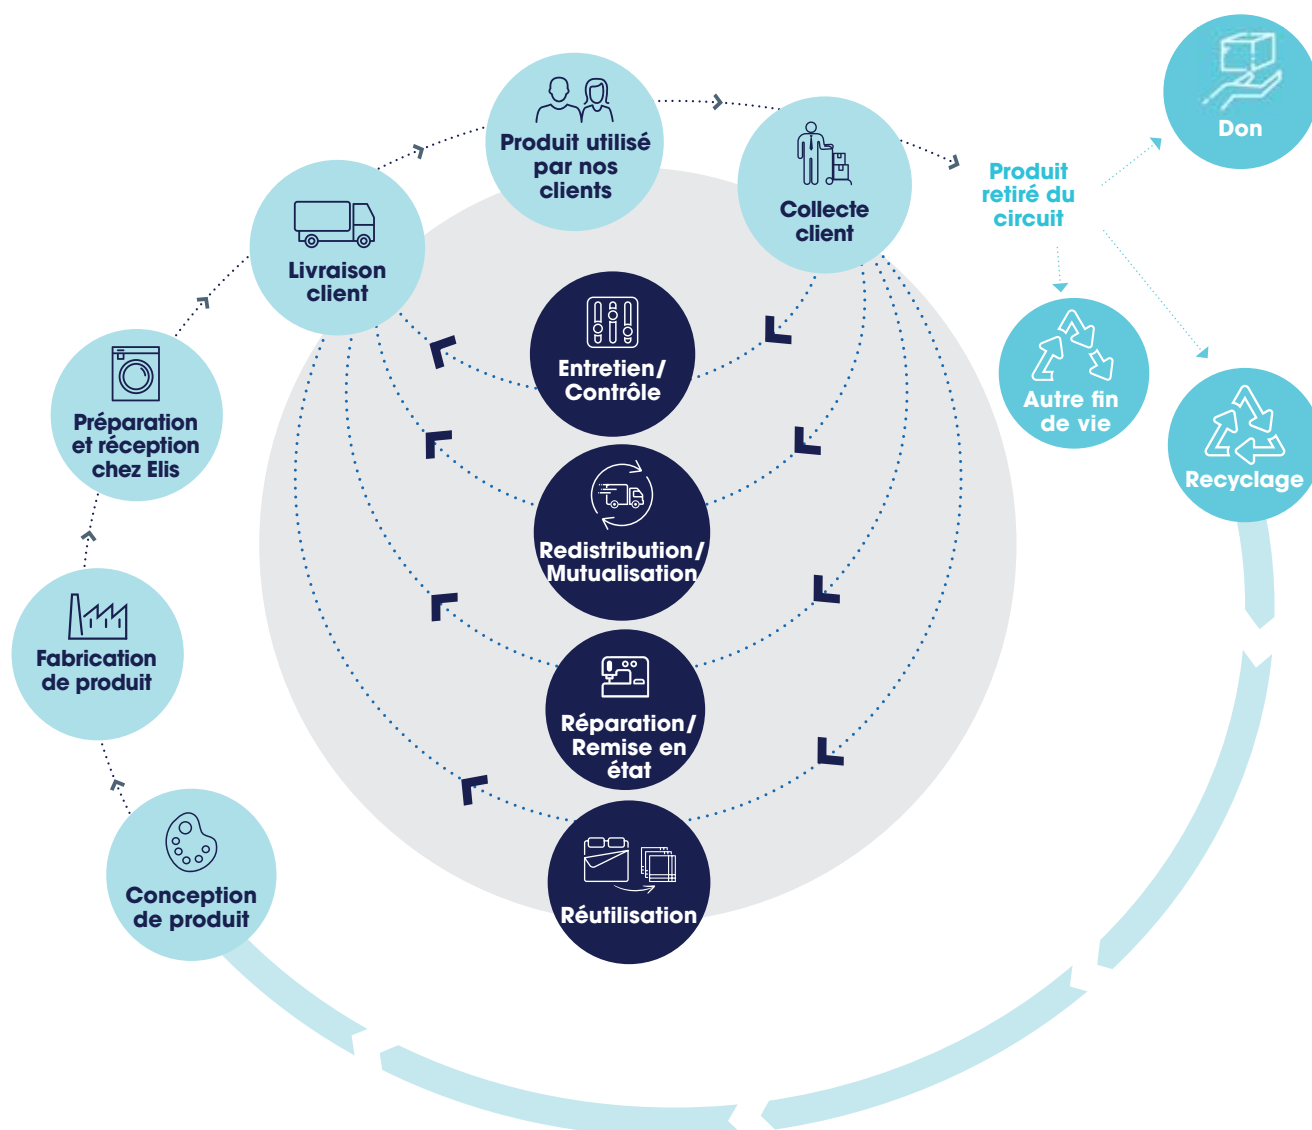 Don
Produit utilisé
par nos
clients
Produit
retiré du
circuit
Collecte
client
Livraison
client
Entretien/
Contrôle
Autre fin
de vie
Préparation
et réception
chez Elis
Recyclage
Redistribution/
Mutualisation
Fabrication
de produit
Réparation/
Remise en
état
Conception
de produit
Réutilisation